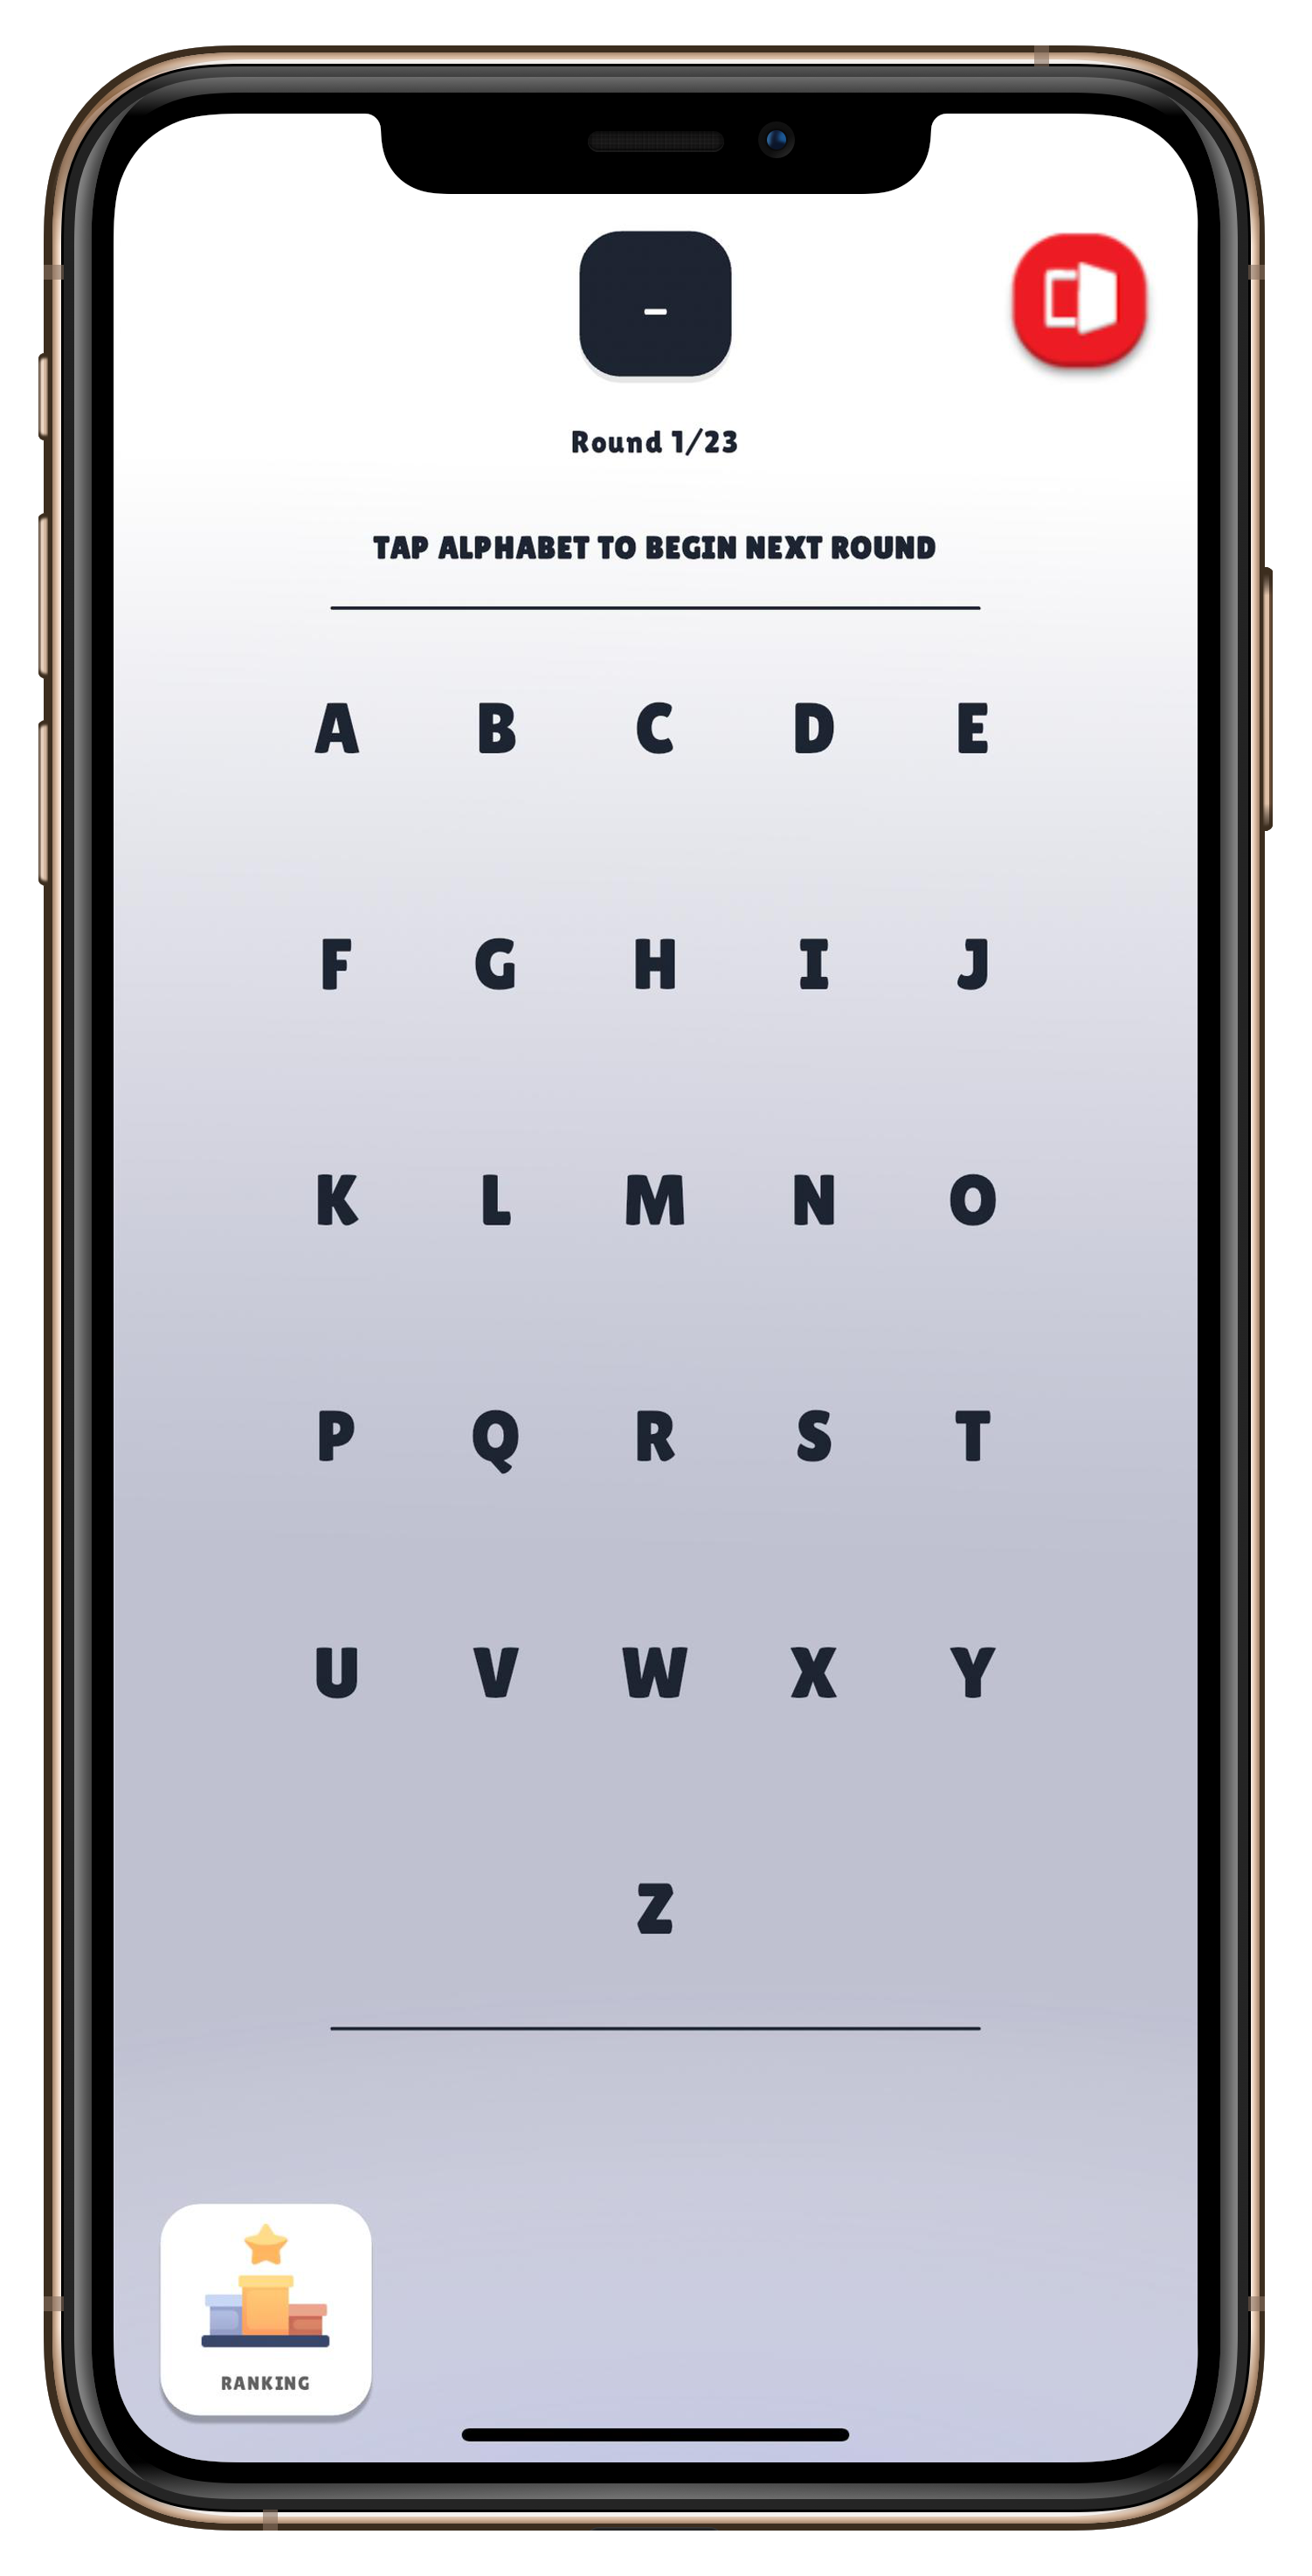 -
Round 1/23
TAP ALPHABET TO BEGIN NEXT ROUND
A B C D E
F G H I J
K L M N O
P Q R S T
U V W X Y
Z
RANKING